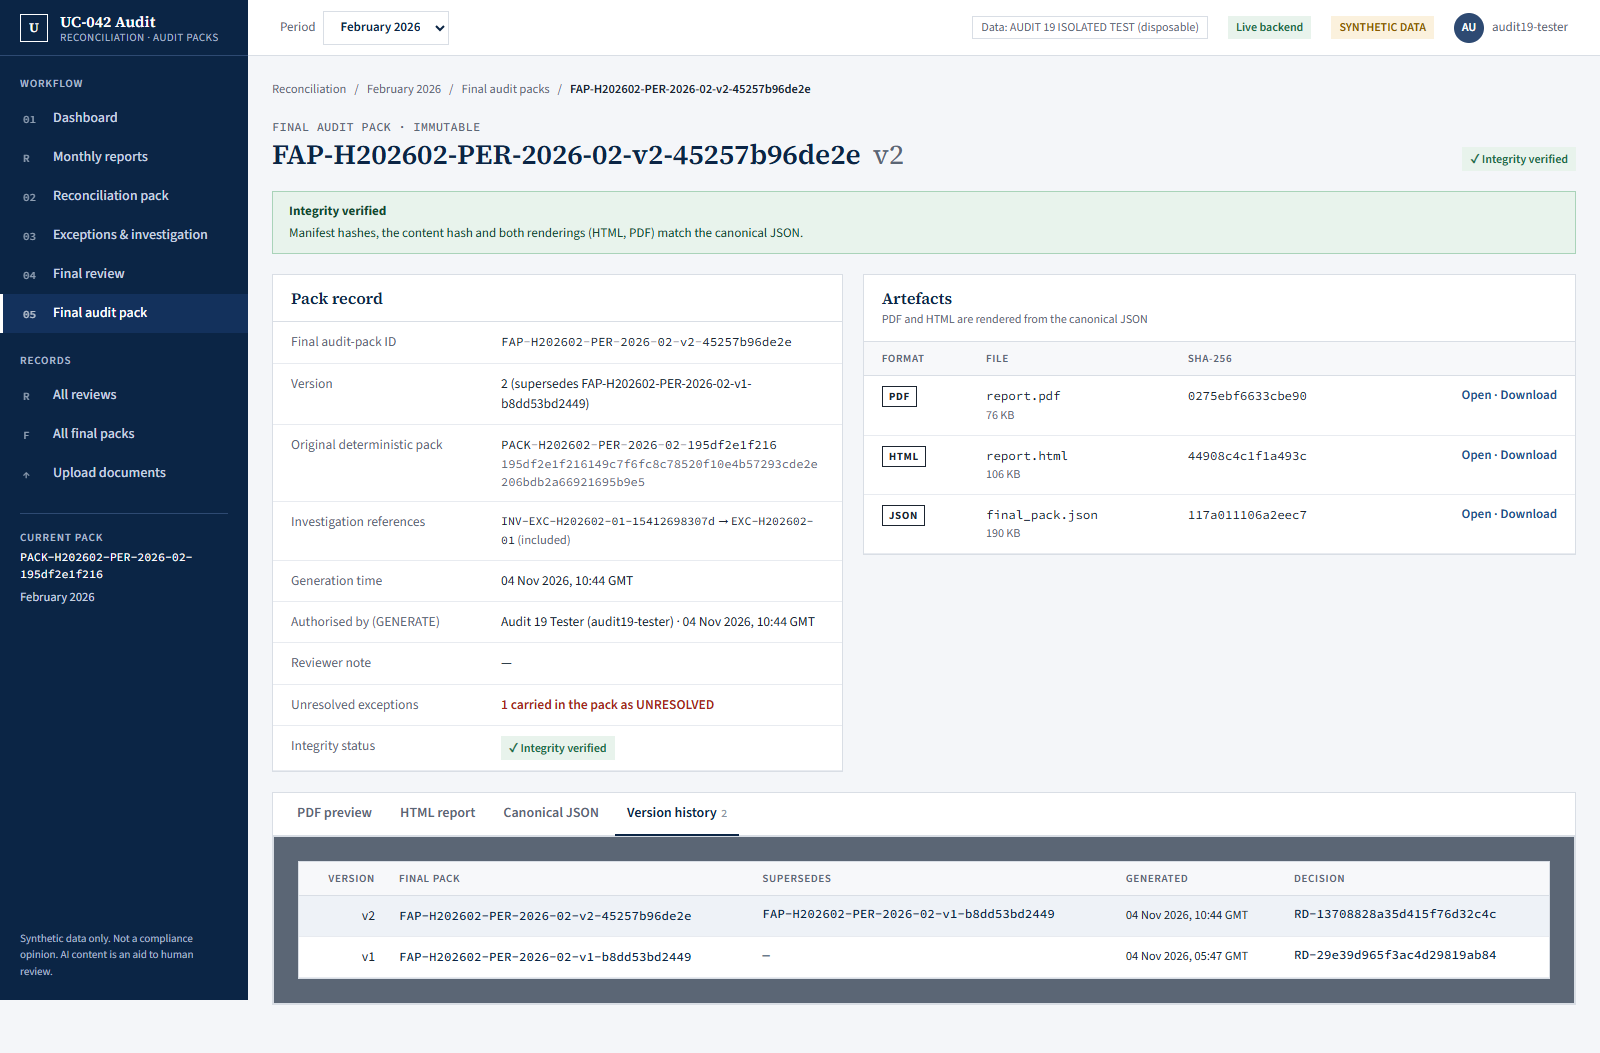 U
UC-042 Audit
RECONCILIATION · AUDIT PACKS
Period
February 2026
Data: AUDIT 19 ISOLATED TEST (disposable)
Live backend
SYNTHETIC DATA
AU
audit19-tester
WORKFLOW
01 Dashboard
R Monthly reports
02 Reconciliation pack
03 Exceptions & investigation
04 Final review
05 Final audit pack
RECORDS
R All reviews
F All final packs
↑ Upload documents
CURRENT PACK
PACK-H202602-PER-2026-02-
195df2e1f216
February 2026
Synthetic data only. Not a compliance
opinion. AI content is an aid to human
review.
Reconciliation / February 2026 / Final audit packs / FAP-H202602-PER-2026-02-v2-45257b96de2e
FINAL AUDIT PACK · IMMUTABLE
FAP-H202602-PER-2026-02-v2-45257b96de2e v2
✓ Integrity verified
Integrity verified
Manifest hashes, the content hash and both renderings (HTML, PDF) match the canonical JSON.
Pack record
Final audit-pack ID FAP-H202602-PER-2026-02-v2-45257b96de2e
Version 2 (supersedes FAP-H202602-PER-2026-02-v1-
b8dd53bd2449)
Original deterministic pack PACK-H202602-PER-2026-02-195df2e1f216
195df2e1f216149c7f6fc8c78520f10e4b57293cde2e
206bdb2a66921695b9e5
Investigation references INV-EXC-H202602-01-15412698307d → EXC-H202602-
01 (included)
Generation time 04 Nov 2026, 10:44 GMT
Authorised by (GENERATE) Audit 19 Tester (audit19-tester) · 04 Nov 2026, 10:44 GMT
Reviewer note —
Unresolved exceptions 1 carried in the pack as UNRESOLVED
Integrity status ✓ Integrity verified
Artefacts
PDF and HTML are rendered from the canonical JSON
FORMAT FILE SHA-256
PDF report.pdf 0275ebf6633cbe90 Open · Download
76 KB
HTML report.html 44908c4c1f1a493c Open · Download
106 KB
JSON final_pack.json 117a011106a2eec7 Open · Download
190 KB
PDF preview HTML report Canonical JSON Version history 2
VERSION FINAL PACK SUPERSEDES GENERATED DECISION
v2 FAP-H202602-PER-2026-02-v2-45257b96de2e FAP-H202602-PER-2026-02-v1-b8dd53bd2449 04 Nov 2026, 10:44 GMT RD-13708828a35d415f76d32c4c
v1 FAP-H202602-PER-2026-02-v1-b8dd53bd2449 — 04 Nov 2026, 05:47 GMT RD-29e39d965f3ac4d29819ab84